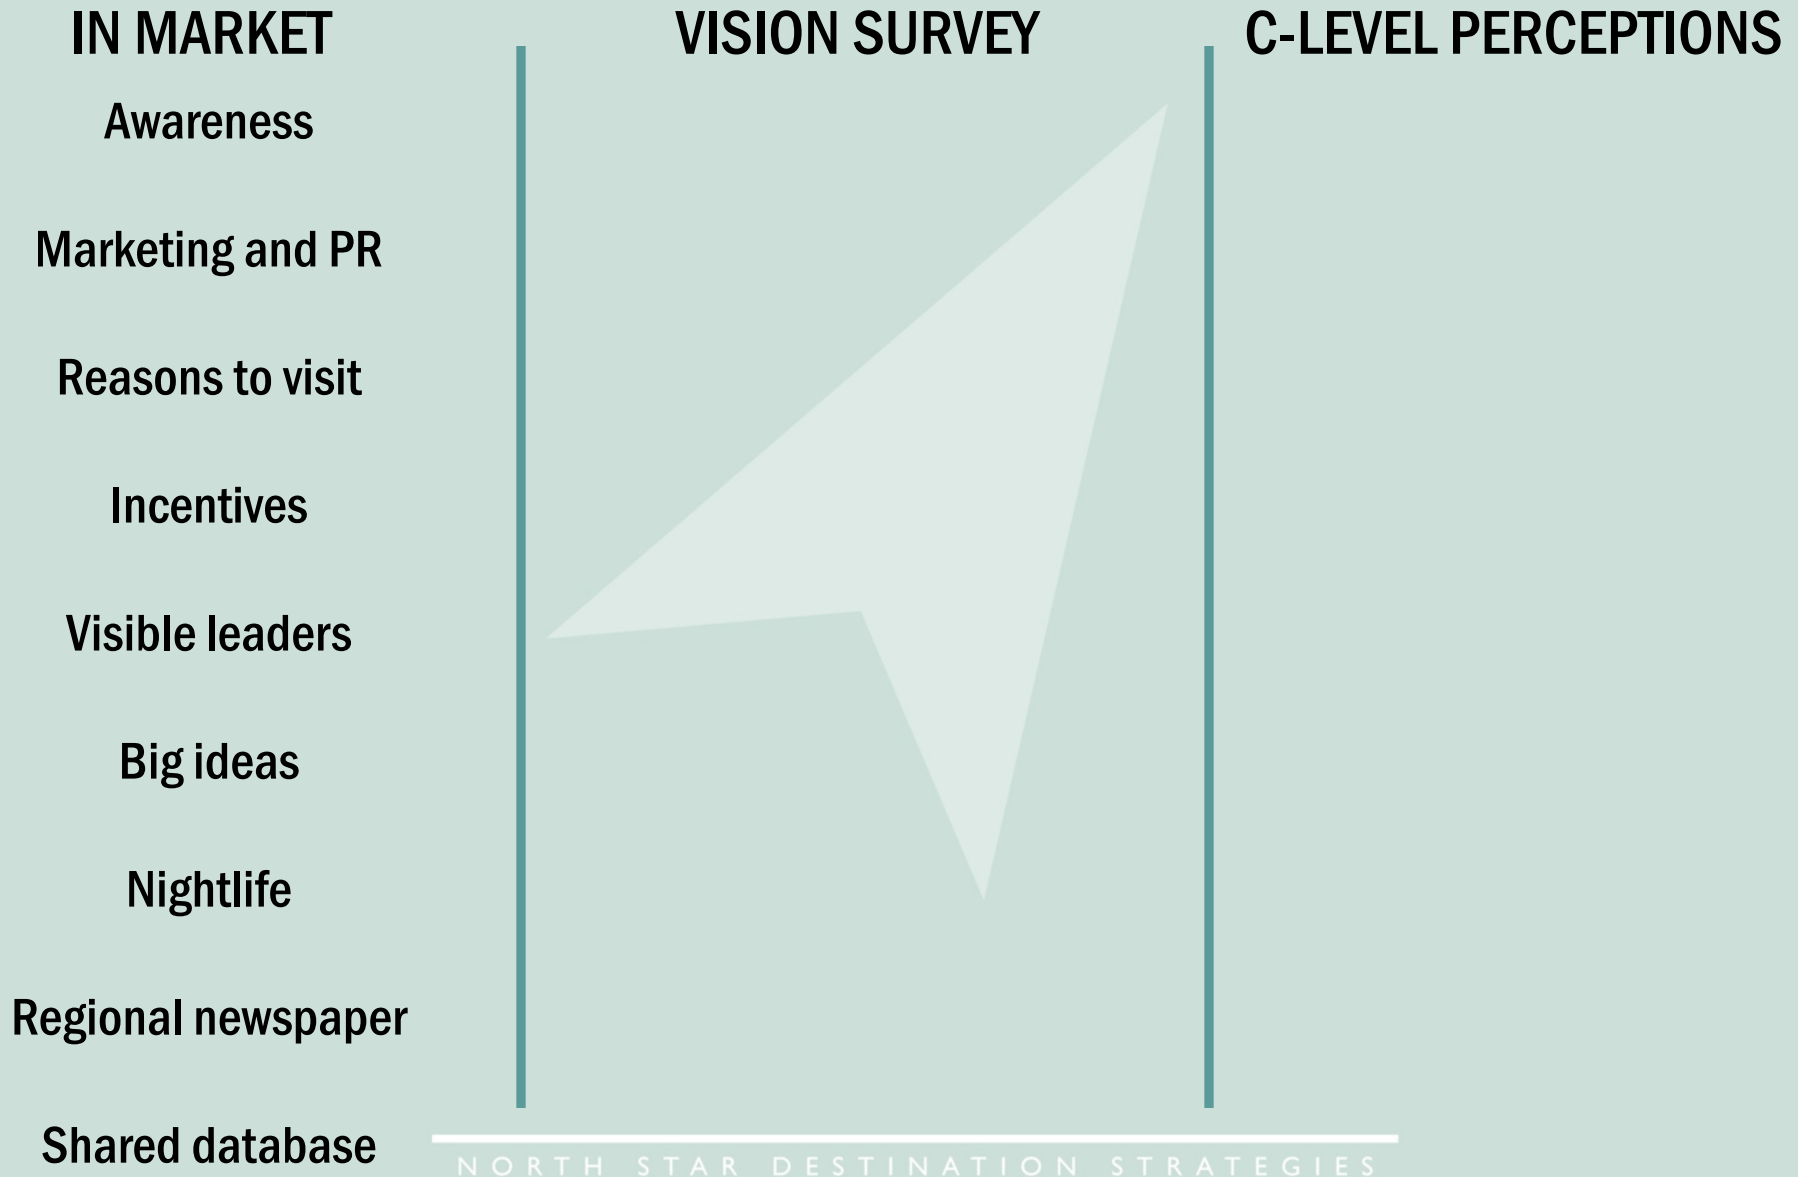 IN MARKET
VISION SURVEY
C-LEVEL PERCEPTIONS
Awareness
Marketing and PR
Reasons to visit
Incentives
Visible leaders
Big ideas
Nightlife
Regional newspaper
Shared database
NORTH STAR DESTINATION STRATEGIES